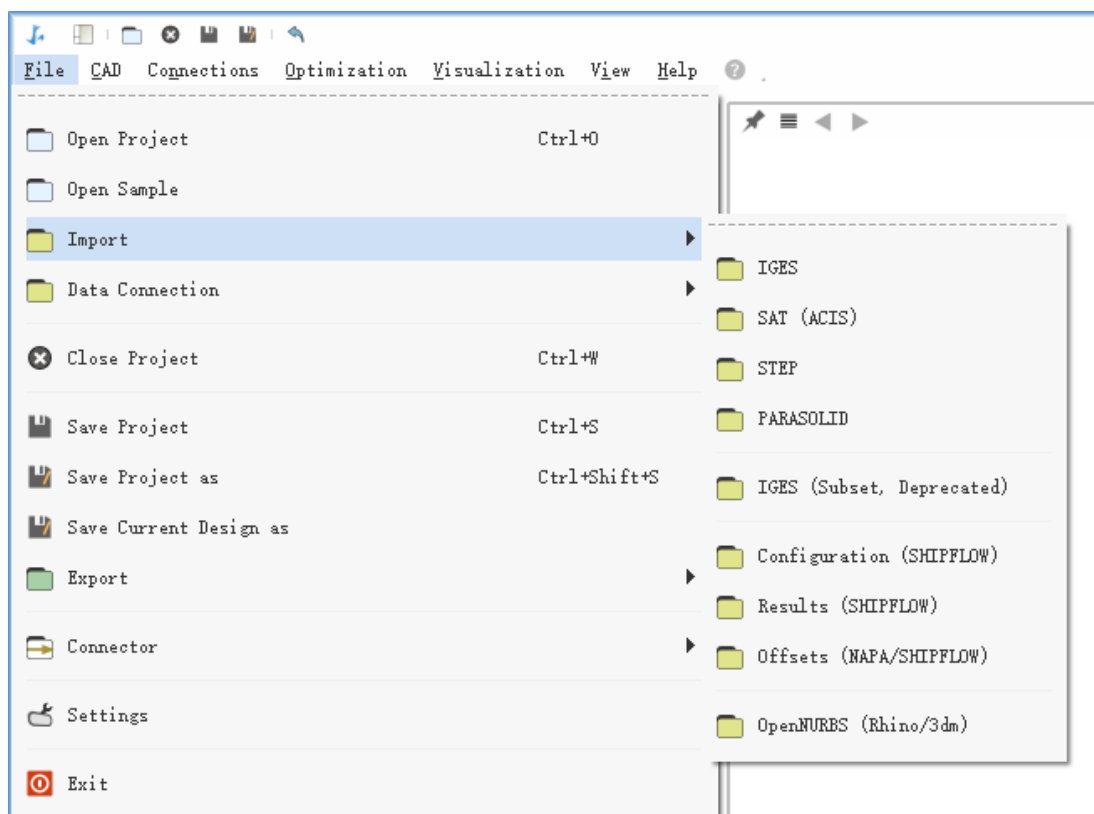 File CAD Connections Optimization Visualization View Help
Open Project Ctrl+O
Open Sample
Import
Data Connection
Close Project Ctrl+W
Save Project Ctrl+S
Save Project as Ctrl+Shift+S
Save Current Design as
Export
Connector
Settings
Exit
IGES
SAT (ACIS)
STEP
PARASOLID
IGES (Subset, Deprecated)
Configuration (SHIPFLOW)
Results (SHIPFLOW)
Offsets (NAPA/SHIPFLOW)
OpenNURBS (Rhino/3dm)